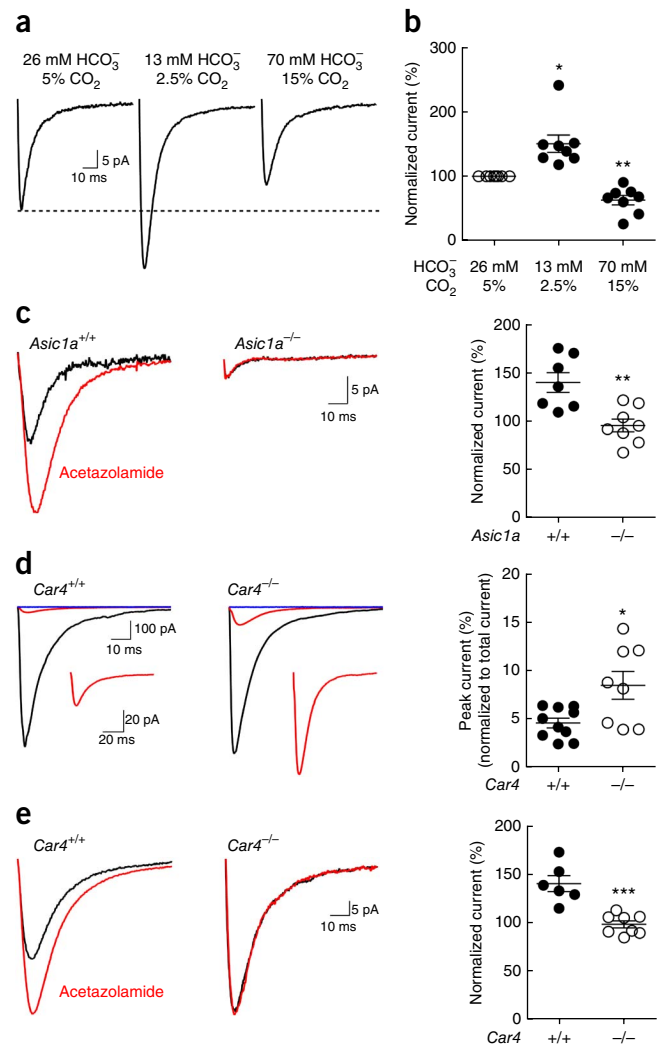 a
26 mM HCO₃⁻ 13 mM HCO₃⁻ 70 mM HCO₃⁻
5% CO₂ 2.5% CO₂ 15% CO₂
5 pA
10 ms
b
Normalized current (%)
300
200
100
0
*
**
HCO₃⁻ 26 mM 13 mM 70 mM
CO₂ 5% 2.5% 15%
c
Asic1a+/+
Asic1a−/−
Acetazolamide
5 pA
10 ms
Normalized current (%)
200
150
100
50
0
**
Asic1a +/+ −/−
d
Car4+/+
Car4−/−
100 pA
10 ms
20 pA
20 ms
Peak current (%)
(normalized to total current)
20
15
10
5
0
*
Car4 +/+ −/−
e
Car4+/+
Car4−/−
Acetazolamide
5 pA
10 ms
Normalized current (%)
200
150
100
50
0
***
Car4 +/+ −/−